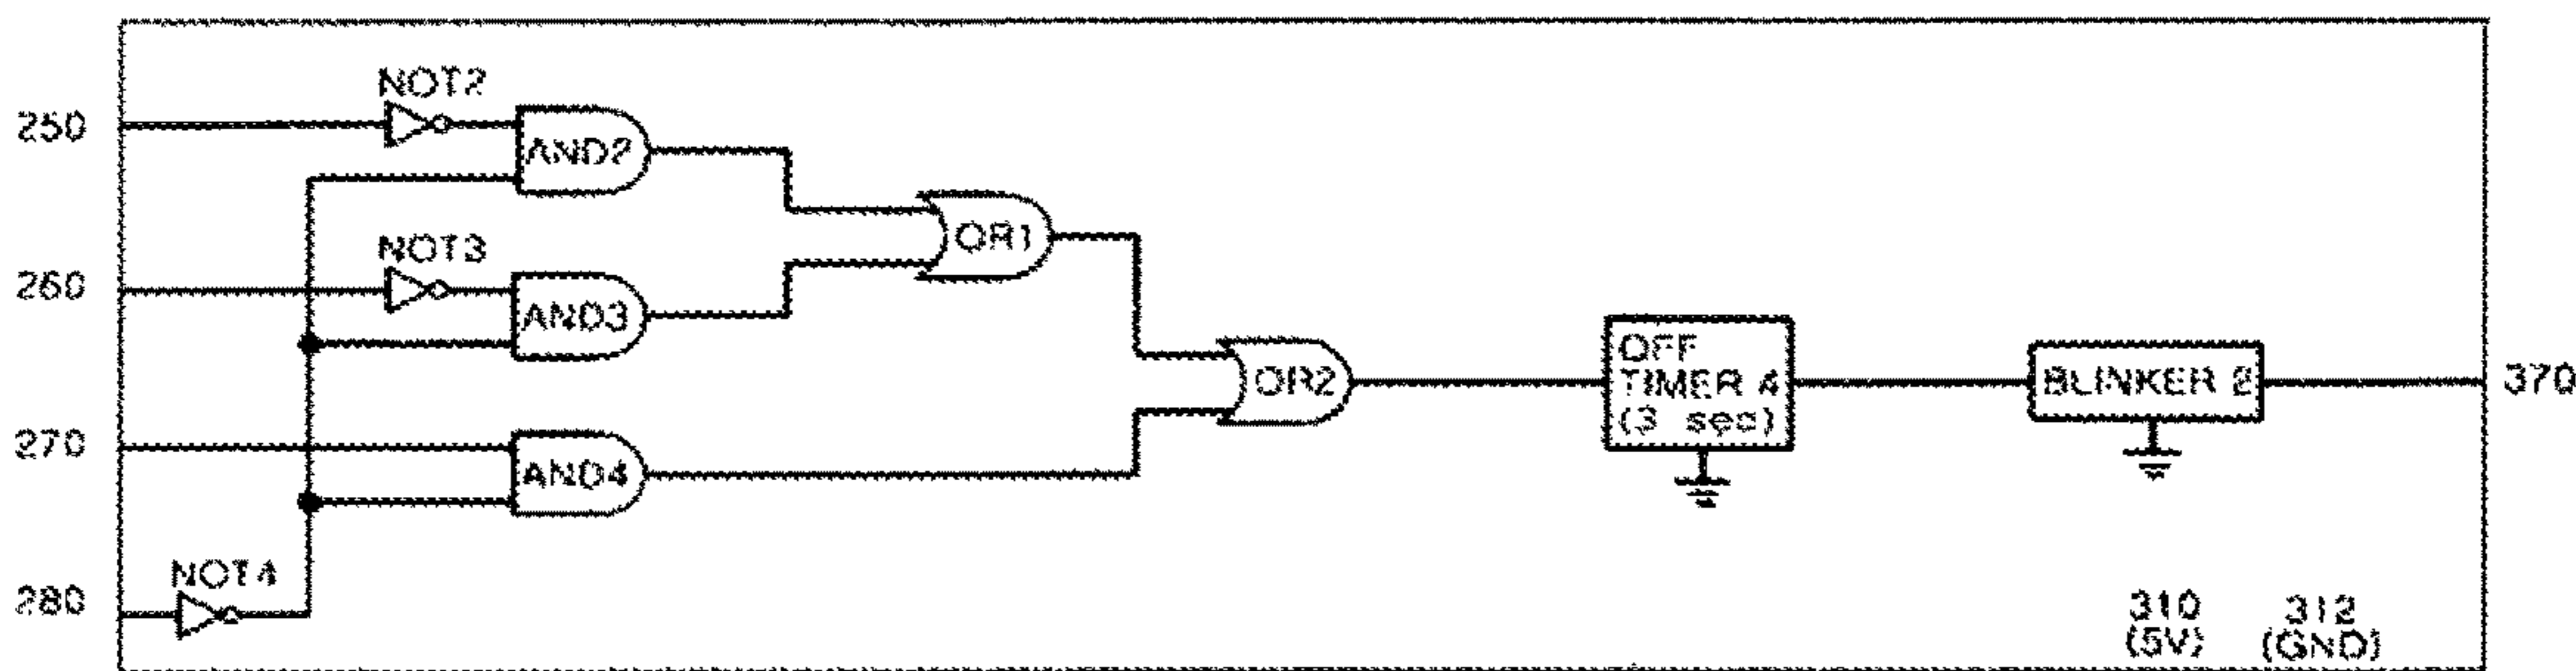 NOT2
250
AND2
NOT3
OR1
260
AND3
OFF
TIMER 4
(3 sec)
OR2
BLINKER 2
370
270
AND4
NOT4
280
310
(5V)
312
(GND)